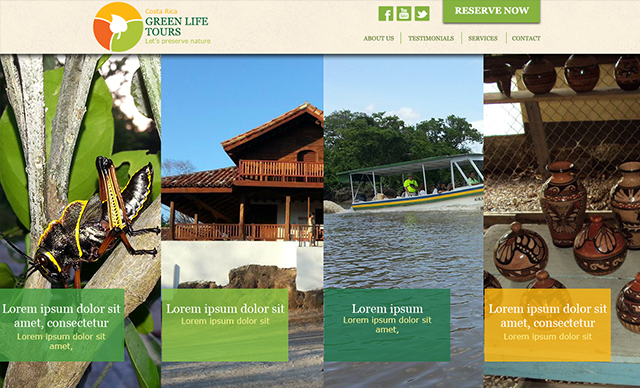 Costa Rica
GREEN LIFE
TOURS
Let's preserve nature
RESERVE NOW
ABOUT US
TESTIMONIALS
SERVICES
CONTACT
Lorem ipsum dolor sit
amet, consectetur
Lorem ipsum dolor sit
amet,
Lorem ipsum dolor sit
Lorem ipsum dolor sit
Lorem ipsum
Lorem ipsum dolor sit
amet,
Lorem ipsum dolor sit
amet, consectetur
Lorem ipsum dolor sit